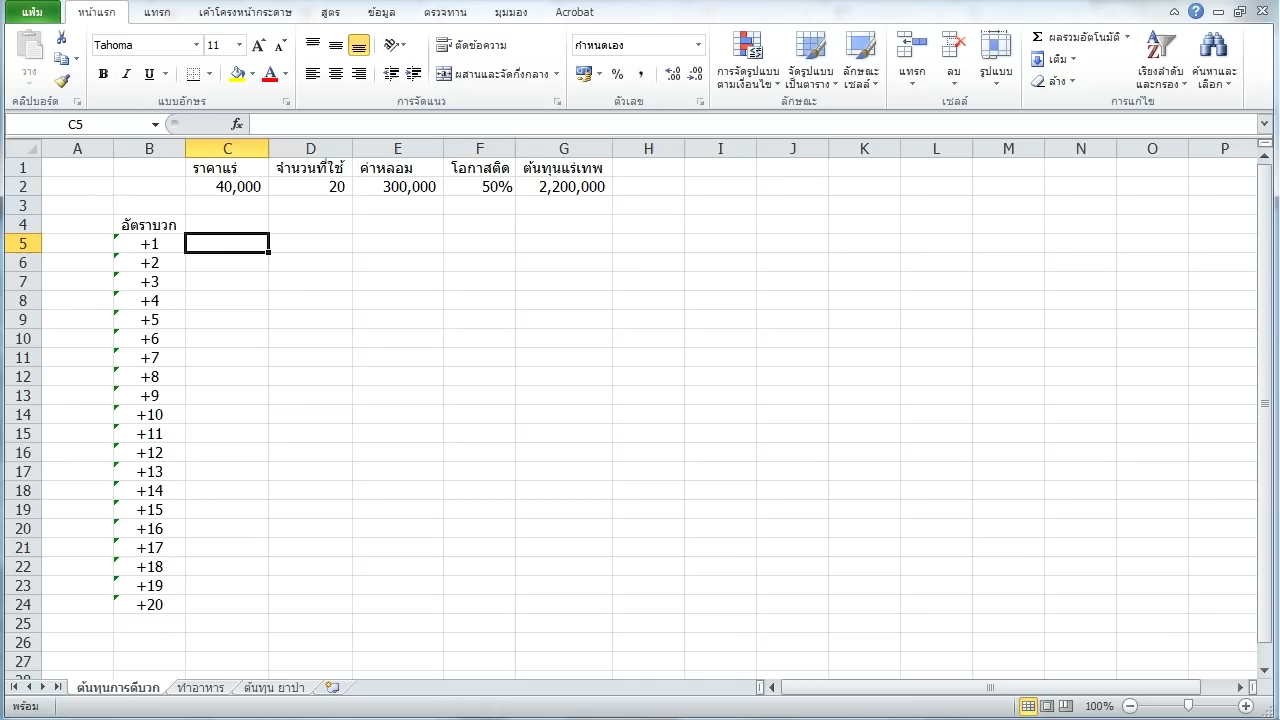 แฟ้ม หน้าแรก แทรก เค้าโครงหน้ากระดาษ สูตร ข้อมูล ตรวจทาน มุมมอง Acrobat
วาง
คลิปบอร์ด
Tahoma 11
B I U
แบบอักษร
ตัดข้อความ
ผสานและจัดกึ่งกลาง
การจัดแนว
กำหนดเอง
%
ตัวเลข
การจัดรูปแบบ
ตามเงื่อนไข
จัดรูปแบบ
เป็นตาราง
ลักษณะ
เซลล์
ลักษณะ
แทรก ลบ รูปแบบ
เซลล์
Σ ผลรวมอัตโนมัติ
เติม
ล้าง
เรียงลำดับ
และกรอง
ค้นหาและ
เลือก
การแก้ไข
C5 fx
A B C D E F G H I J K L M N O P
1 ราคาแร่ จำนวนที่ใช้ ค่าหลอม โอกาสติด ต้นทุนแร่เทพ
2 40,000 20 300,000 50% 2,200,000
3
4 อัตราบวก
5 +1
6 +2
7 +3
8 +4
9 +5
10 +6
11 +7
12 +8
13 +9
14 +10
15 +11
16 +12
17 +13
18 +14
19 +15
20 +16
21 +17
22 +18
23 +19
24 +20
25
26
27
28
ต้นทุนการตีบวก ทำอาหาร ต้นทุน ยาปา
พร้อม 100%